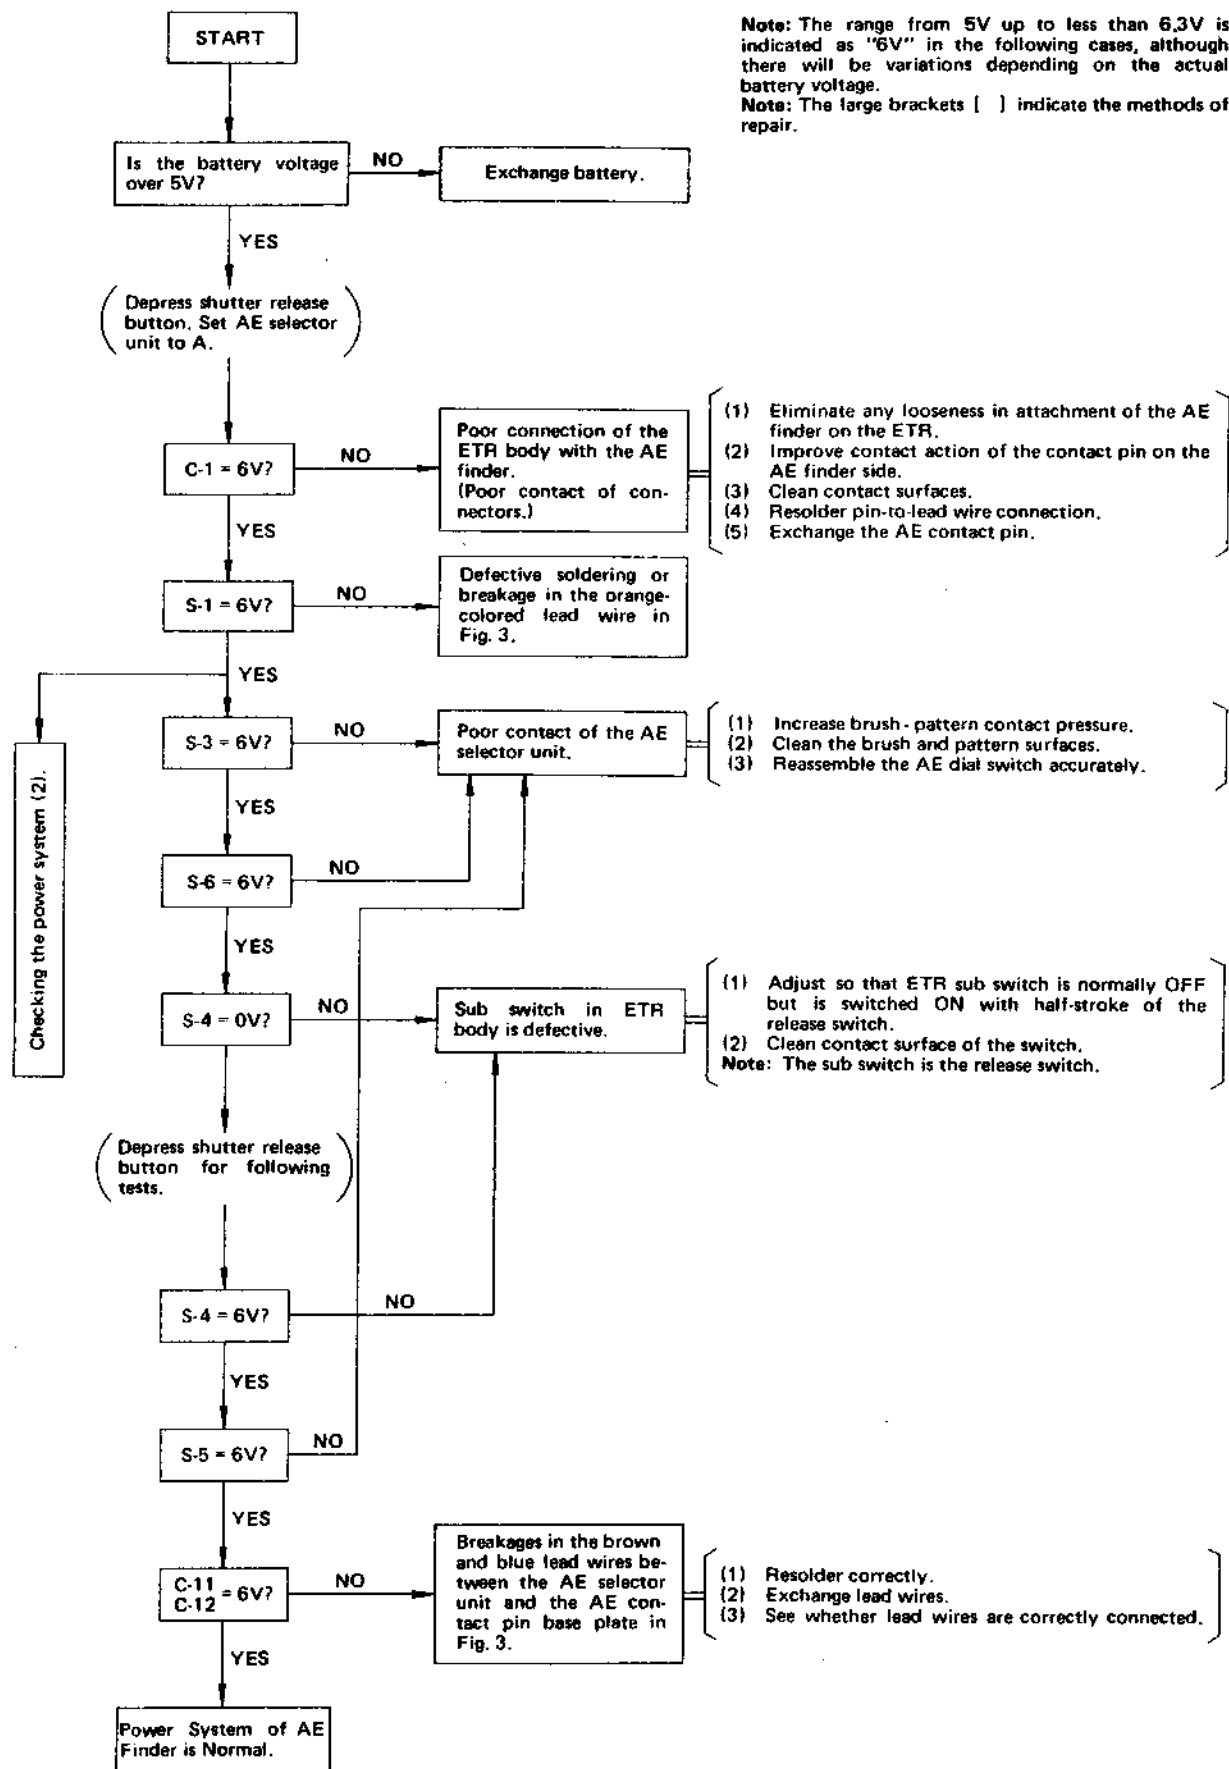 START
Note: The range from 5V up to less than 6.3V is
indicated as "6V" in the following cases, although
there will be variations depending on the actual
battery voltage.
Note: The large brackets [ ] indicate the methods of
repair.
Is the battery voltage
over 5V?
NO
Exchange battery.
YES
Depress shutter release
button. Set AE selector
unit to A.
C-1 = 6V?
NO
Poor connection of the
ETR body with the AE
finder.
(Poor contact of con-
nectors.)
(1) Eliminate any looseness in attachment of the AE
finder on the ETR.
(2) Improve contact action of the contact pin on the
AE finder side.
(3) Clean contact surfaces.
(4) Resolder pin-to-lead wire connection.
(5) Exchange the AE contact pin.
YES
S-1 = 6V?
NO
Defective soldering or
breakage in the orange-
colored lead wire in
Fig. 3.
YES
Checking the power system (2).
S-3 = 6V?
NO
Poor contact of the AE
selector unit.
(1) Increase brush - pattern contact pressure.
(2) Clean the brush and pattern surfaces.
(3) Reassemble the AE dial switch accurately.
YES
S-6 = 6V?
NO
YES
S-4 = 0V?
NO
Sub switch in ETR
body is defective.
(1) Adjust so that ETR sub switch is normally OFF
but is switched ON with half-stroke of the
release switch.
(2) Clean contact surface of the switch.
Note: The sub switch is the release switch.
Depress shutter release
button for following
tests.
S-4 = 6V?
NO
YES
S-5 = 6V?
NO
YES
C-11
C-12 = 6V?
NO
Breakages in the brown
and blue lead wires be-
tween the AE selector
unit and the AE con-
tact pin base plate in
Fig. 3.
(1) Resolder correctly.
(2) Exchange lead wires.
(3) See whether lead wires are correctly connected.
YES
Power System of AE
Finder is Normal.